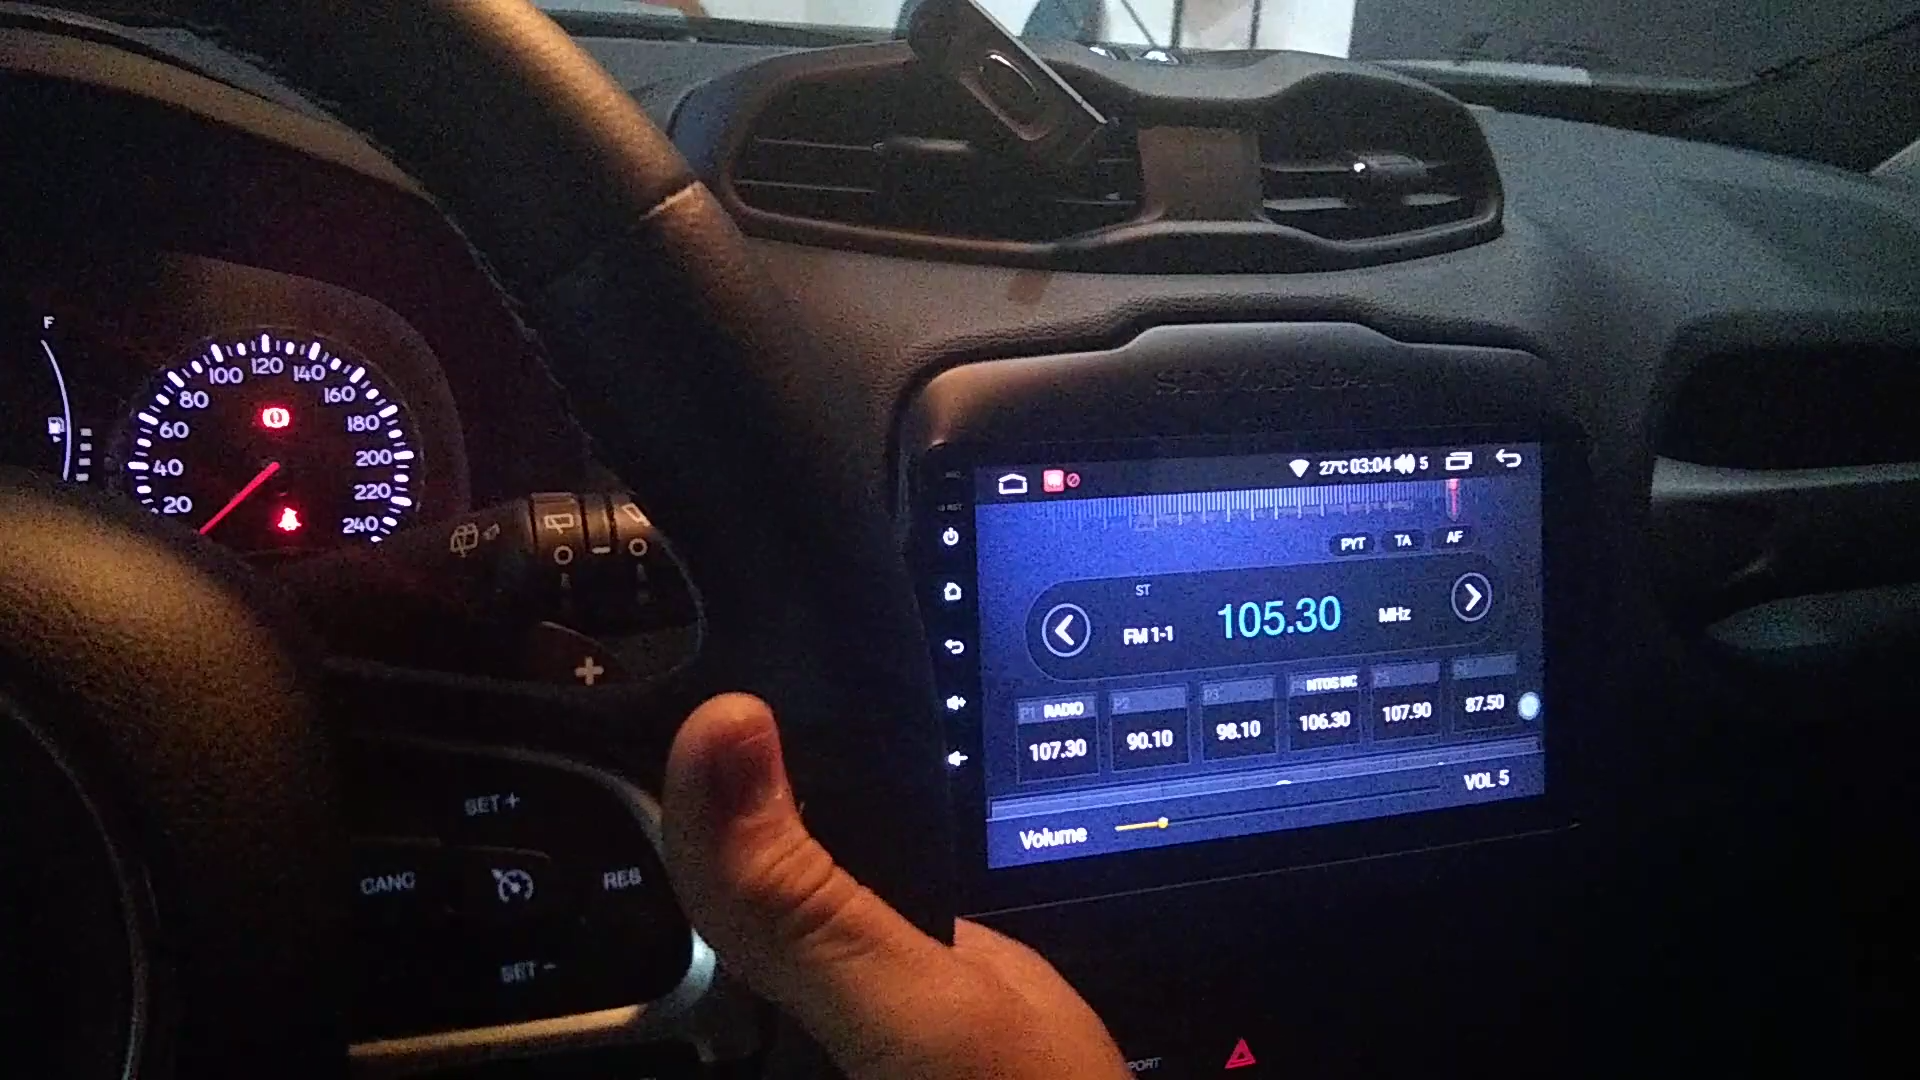 F
20
40
60
80
100
120
140
160
180
200
220
240
SET +
CANC
RES
SET -
27°C 03:04 5
PYT TA AF
ST
FM 1-1 105.30 MHz
P1 RADIO
107.30
P2
90.10
P3
98.10
106.30
107.90
87.50
VOL 5
Volume
PORT